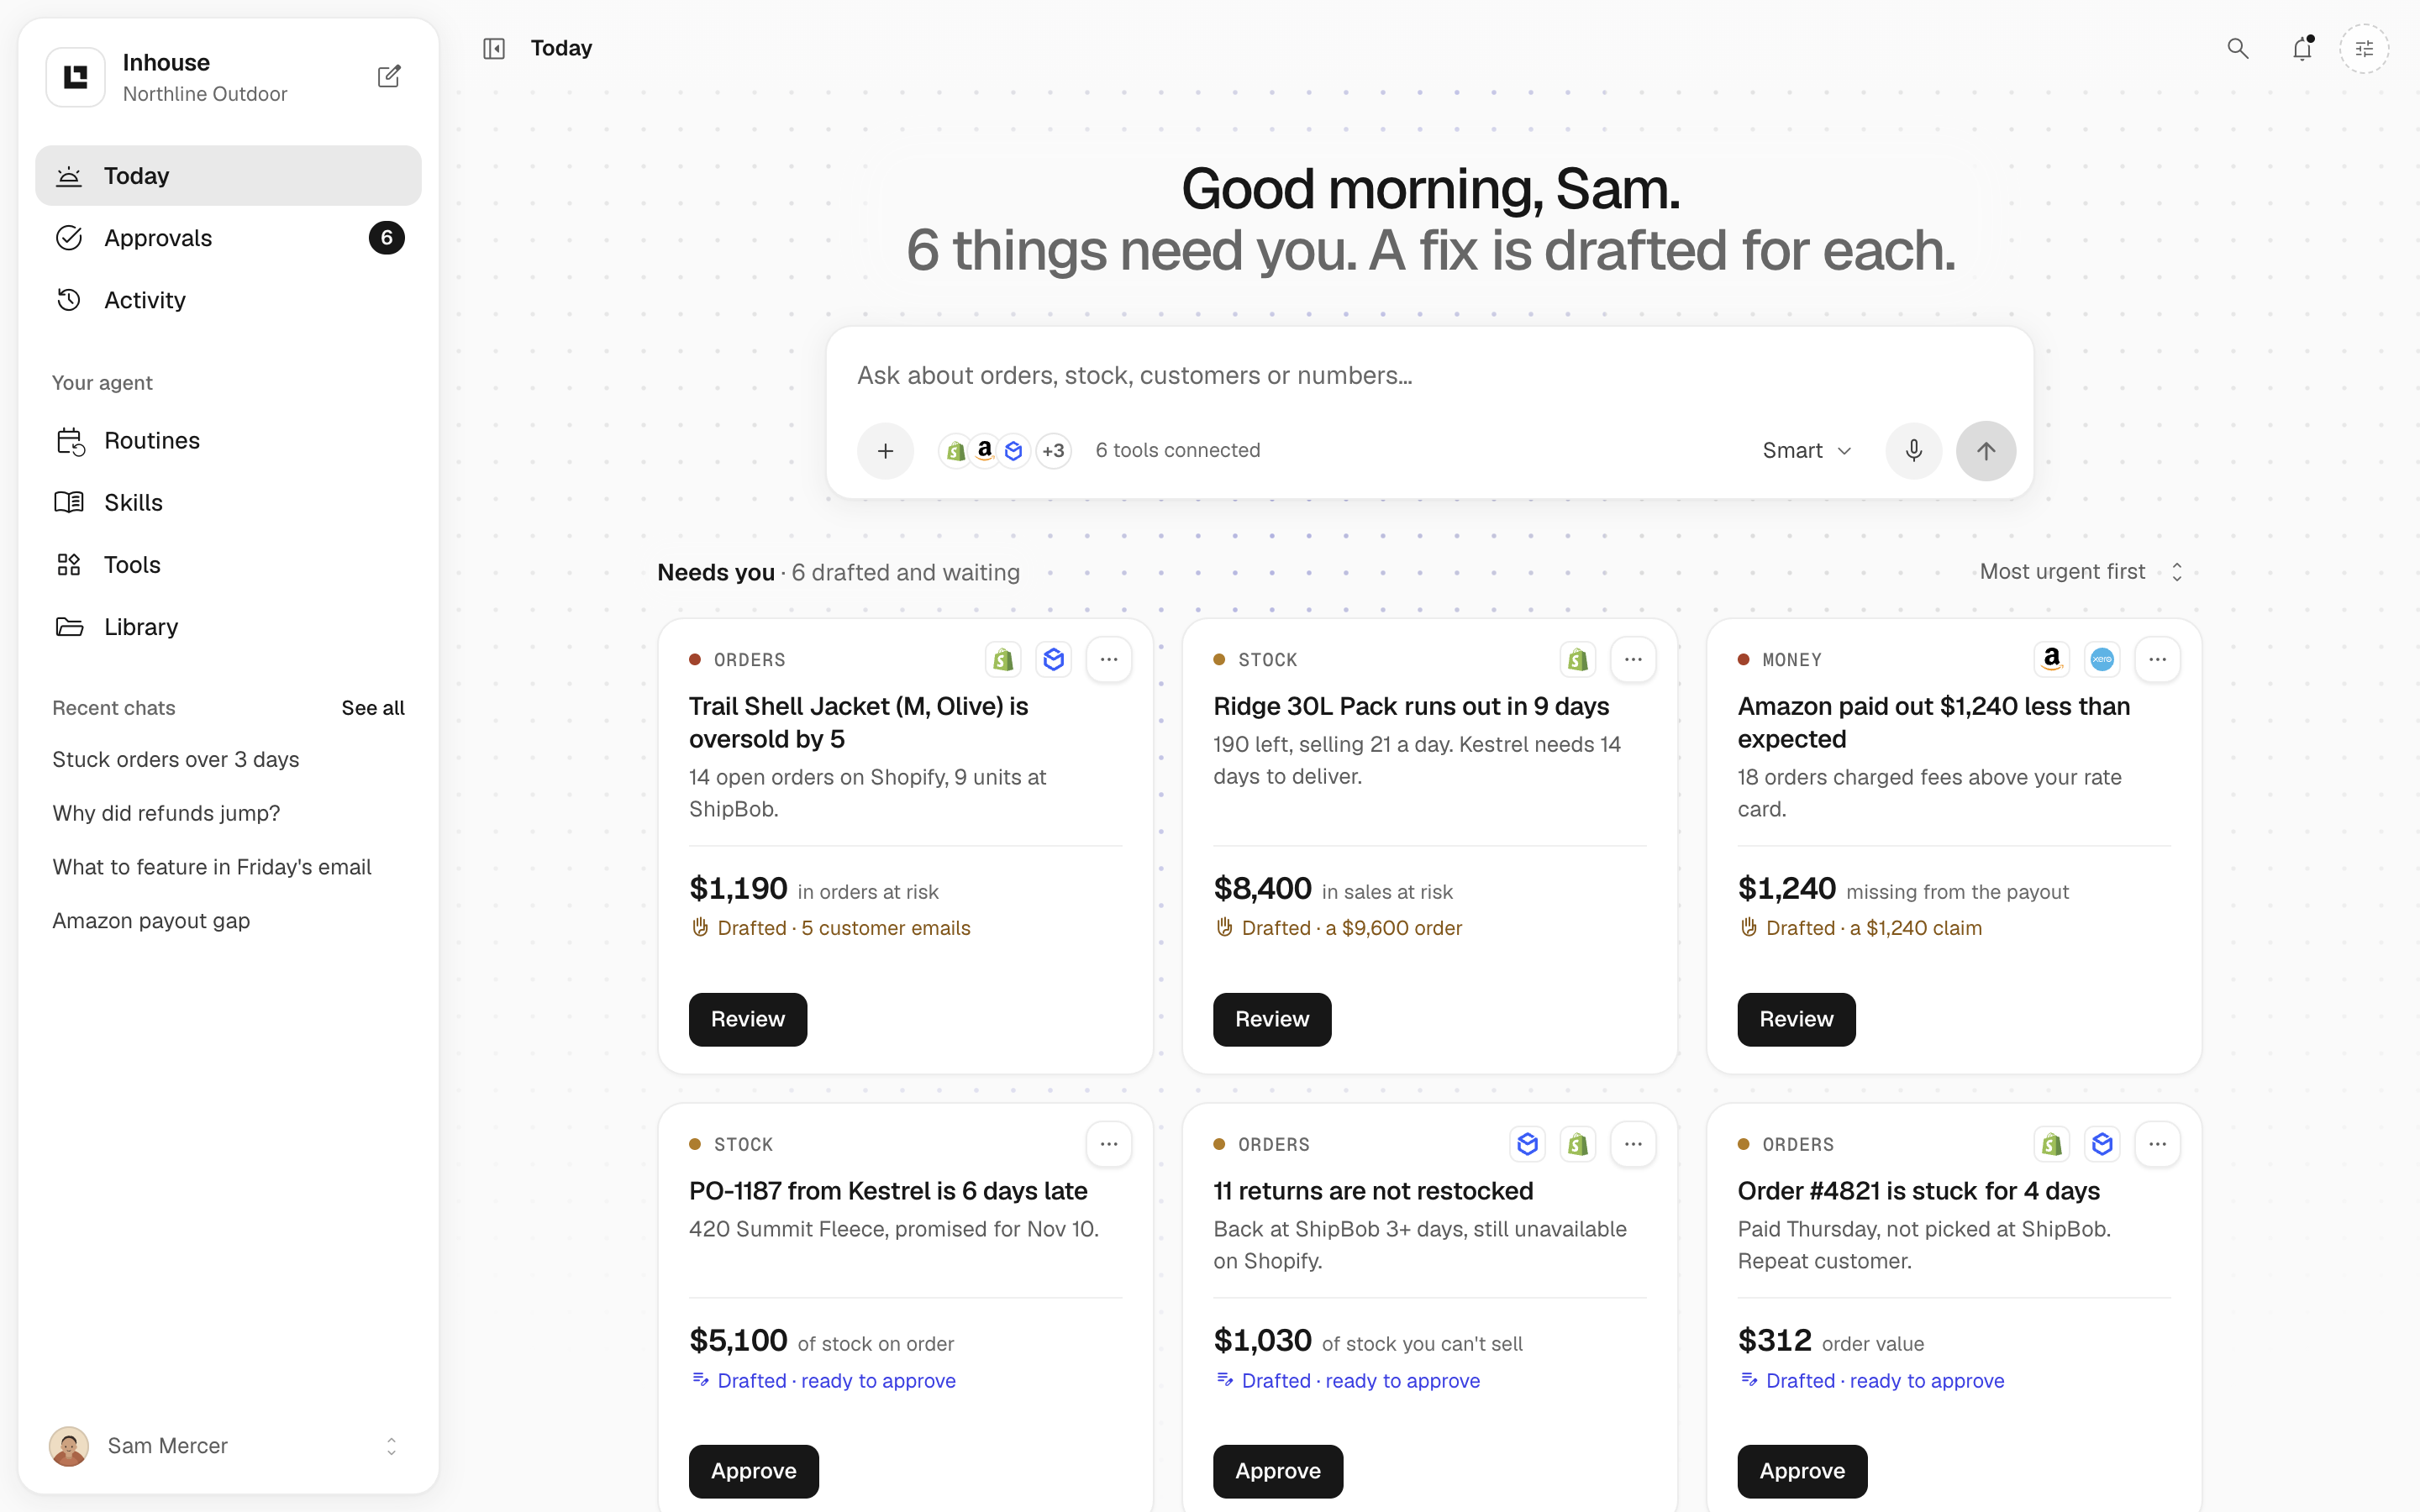 Inhouse
Northline Outdoor
Today
Approvals
6
Activity
Your agent
Routines
Skills
Tools
Library
Recent chats
See all
Stuck orders over 3 days
Why did refunds jump?
What to feature in Friday's email
Amazon payout gap
Sam Mercer
Today
Good morning, Sam.
6 things need you. A fix is drafted for each.
Ask about orders, stock, customers or numbers...
+3
6 tools connected
Smart
Needs you · 6 drafted and waiting
Most urgent first
ORDERS
Trail Shell Jacket (M, Olive) is
oversold by 5
14 open orders on Shopify, 9 units at
ShipBob.
$1,190 in orders at risk
Drafted · 5 customer emails
Review
STOCK
Ridge 30L Pack runs out in 9 days
190 left, selling 21 a day. Kestrel needs 14
days to deliver.
$8,400 in sales at risk
Drafted · a $9,600 order
Review
MONEY
xero
Amazon paid out $1,240 less than
expected
18 orders charged fees above your rate
card.
$1,240 missing from the payout
Drafted · a $1,240 claim
Review
STOCK
PO-1187 from Kestrel is 6 days late
420 Summit Fleece, promised for Nov 10.
$5,100 of stock on order
Drafted · ready to approve
Approve
ORDERS
11 returns are not restocked
Back at ShipBob 3+ days, still unavailable
on Shopify.
$1,030 of stock you can't sell
Drafted · ready to approve
Approve
ORDERS
Order #4821 is stuck for 4 days
Paid Thursday, not picked at ShipBob.
Repeat customer.
$312 order value
Drafted · ready to approve
Approve